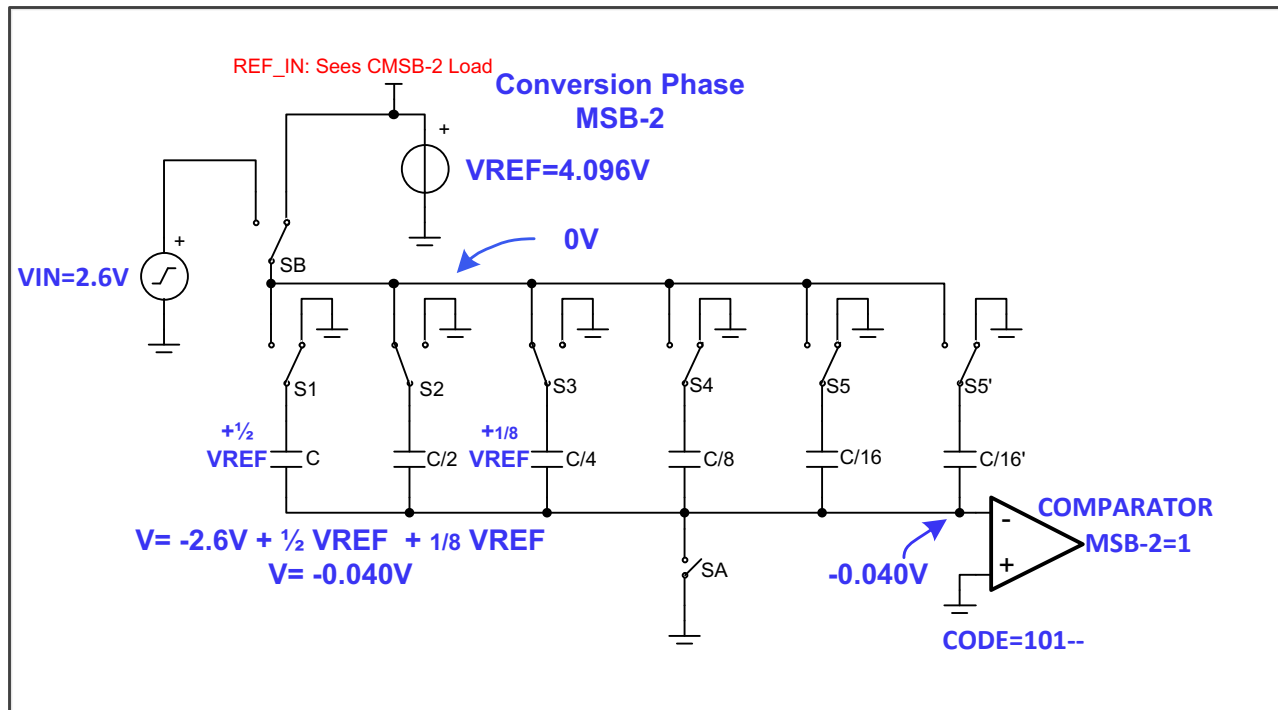 REF_IN: Sees CMSB-2 Load
Conversion Phase
MSB-2
+
+
VREF=4.096V
0V
VIN=2.6V
SB
S1
S2
S3
S4
S5
S5'
+½
VREF
C
C/2
+1/8
VREF
C/4
C/8
C/16
C/16'
V= -2.6V + ½ VREF + 1/8 VREF
V= -0.040V
SA
-0.040V
-
+
COMPARATOR
MSB-2=1
CODE=101--